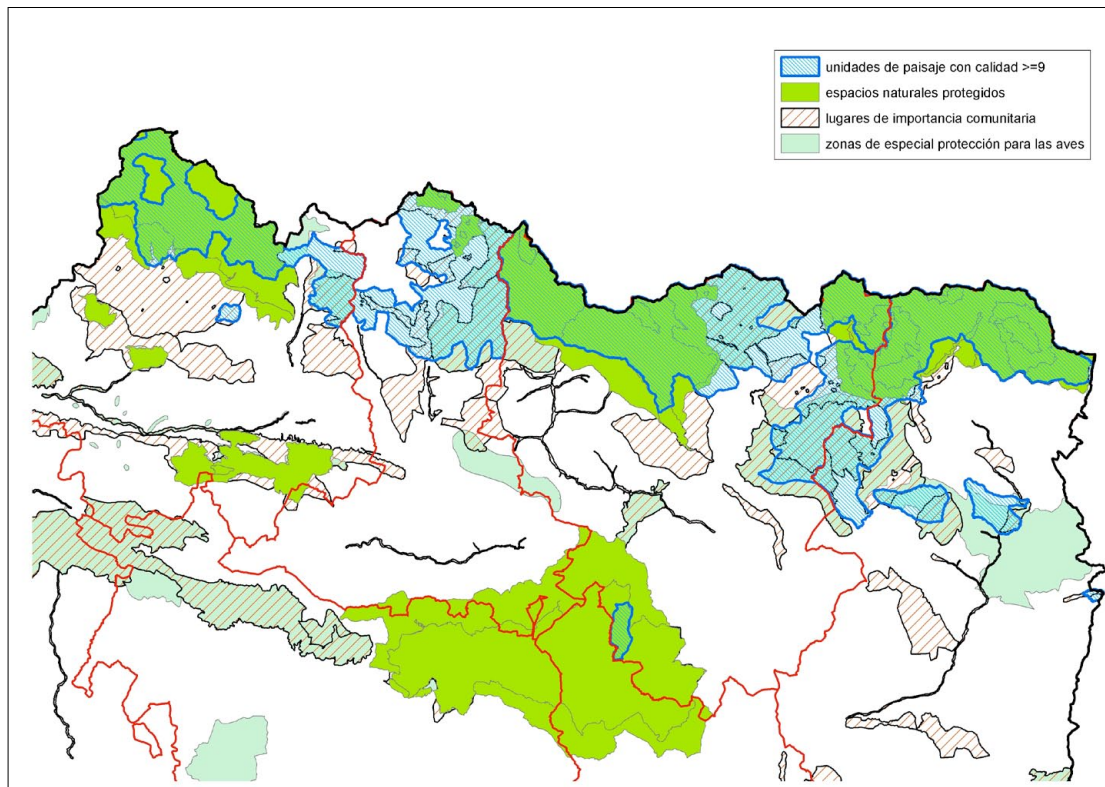 unidades de paisaje con calidad >=9
espacios naturales protegidos
lugares de importancia comunitaria
zonas de especial protección para las aves